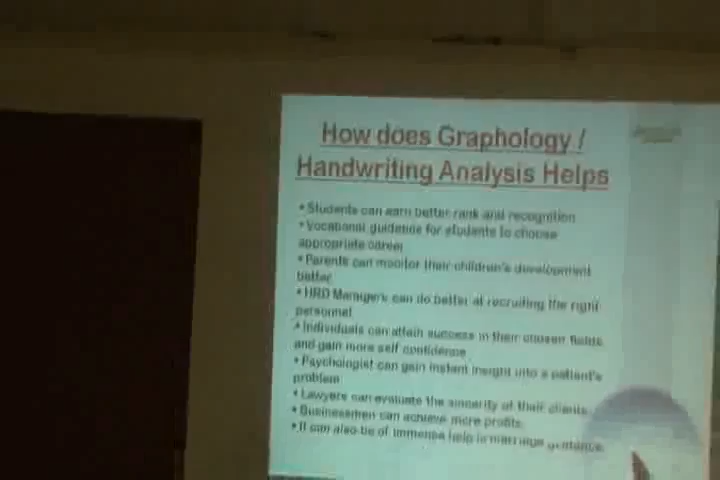 How does Graphology /
Handwriting Analysis Helps
• Students can earn better rank and recognition
• Vocational guidance for students to choose
appropriate career
• Parents can monitor their children's development
better
• HRD Managers can do better at recruiting the right
personnel
• Individuals can attain success in their chosen fields
and gain more self confidence
• Psychologist can gain instant insight into a patient's
problem
• Lawyers can evaluate the sincerity of their clients
• Businessmen can achieve more profits
• It can also be of immense help in marriage guidance